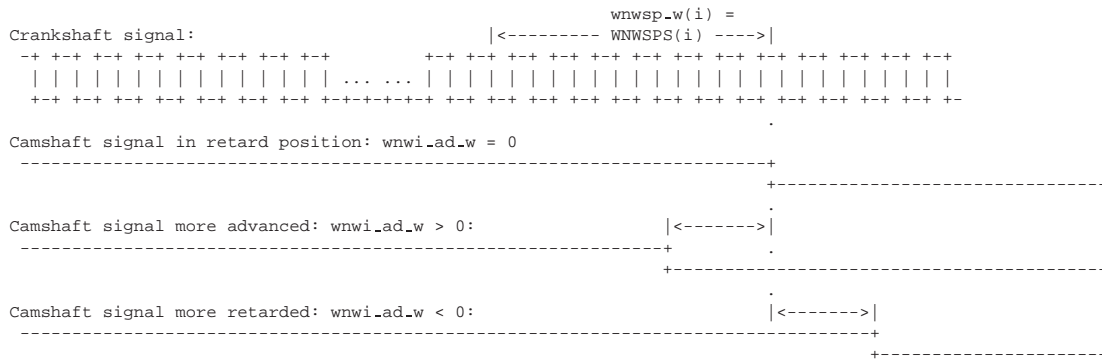 wnwsp_w(i) =
Crankshaft signal: |<--------- WNWSPS(i) ---->|
-+ +-+ +-+ +-+ +-+ +-+ +-+ +-+ +-+ +-+ +-+ +-+ +-+ +-+ +-+ +-+ +-+ +-+ +-+ +-+ +-+
| | | | | | | | | | | | | | | ... ... | | | | | | | | | | | | | | | | | | | | | | | | | |
+-+ +-+ +-+ +-+ +-+ +-+ +-+ +-+-+-+-+-+ +-+ +-+ +-+ +-+ +-+ +-+ +-+ +-+ +-+ +-+ +-+ +-+ +-
.
Camshaft signal in retard position: wnwi_ad_w = 0
------------------------------------------------------------------------+
+-------------------------------
.
Camshaft signal more advanced: wnwi_ad_w > 0: |<------->|
--------------------------------------------------------------+ .
+-----------------------------------------
.
Camshaft signal more retarded: wnwi_ad_w < 0: |<------->|
----------------------------------------------------------------------------------+
+---------------------